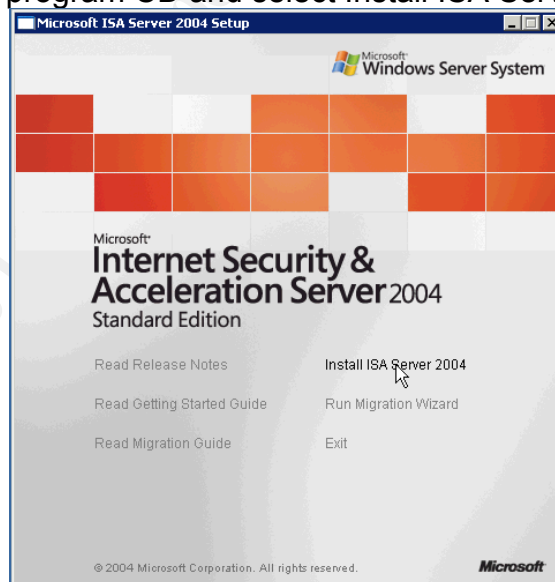 program CD and select Install ISA Ser
Microsoft ISA Server 2004 Setup
Microsoft
Windows Server System
Microsoft
Internet Security &
Acceleration Server 2004
Standard Edition
Read Release Notes
Install ISA Server 2004
Read Getting Started Guide
Run Migration Wizard
Read Migration Guide
Exit
© 2004 Microsoft Corporation. All rights reserved.
Microsoft